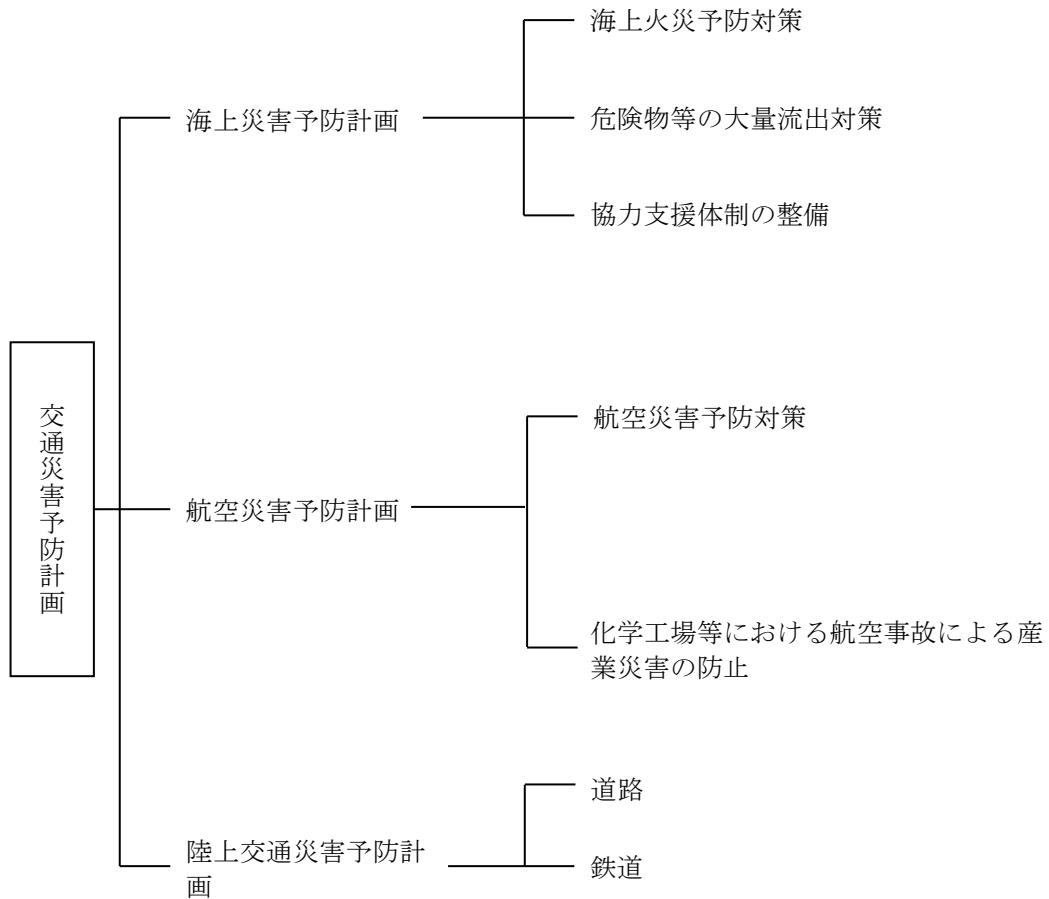 交通災害予防計画
海上災害予防計画
海上火災予防対策
危険物等の大量流出対策
協力支援体制の整備
航空災害予防計画
航空災害予防対策
化学工場等における航空事故による産
業災害の防止
陸上交通災害予防計
画
道路
鉄道